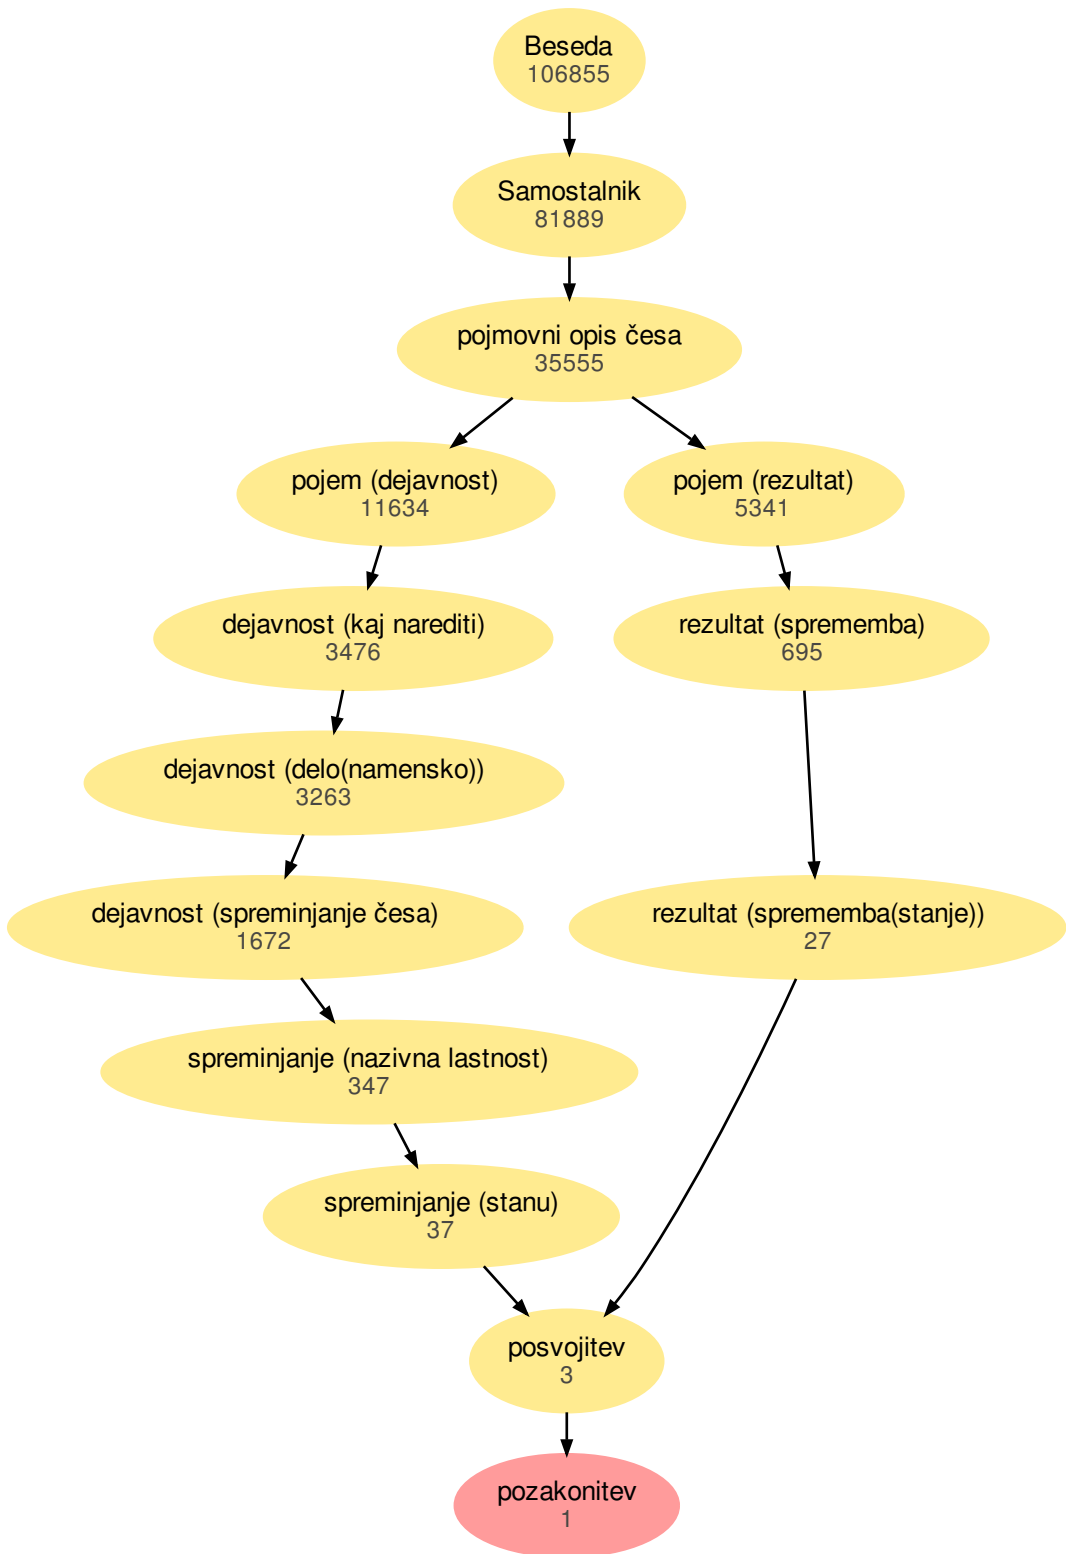 Beseda
106855
Samostalnik
81889
pojmovni opis česa
35555
pojem (dejavnost)
11634
pojem (rezultat)
5341
dejavnost (kaj narediti)
3476
rezultat (sprememba)
695
dejavnost (delo(namensko))
3263
dejavnost (spreminjanje česa)
1672
rezultat (sprememba(stanje))
27
spreminjanje (nazivna lastnost)
347
spreminjanje (stanu)
37
posvojitev
3
pozakonitev
1